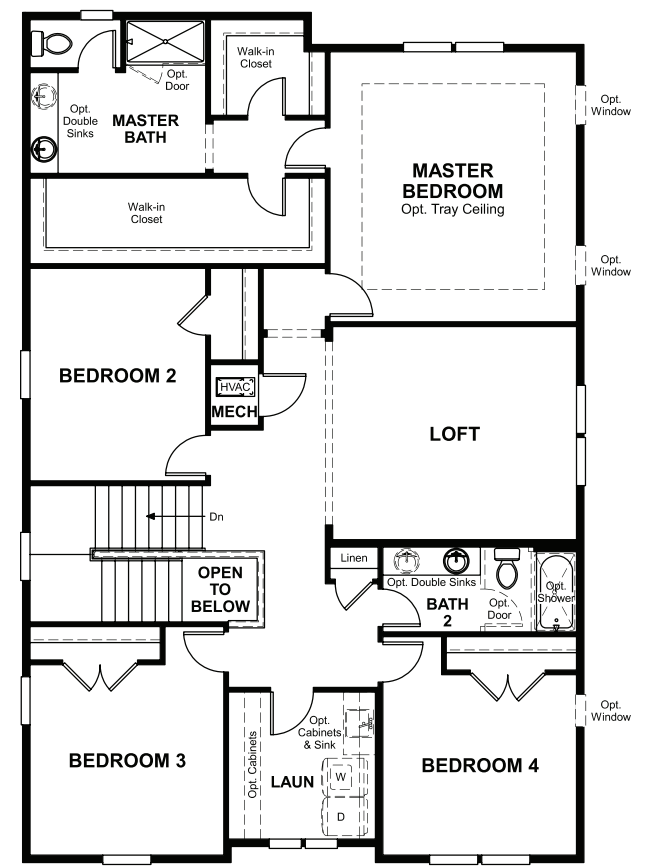 Walk-in
Closet
Opt.
Door
Opt.
Double
Sinks
MASTER
BATH
Opt.
Window
MASTER
BEDROOM
Opt. Tray Ceiling
Walk-in
Closet
Opt.
Window
BEDROOM 2
HVAC
MECH
LOFT
Dn
OPEN
TO
BELOW
Linen
Opt. Double Sinks
BATH
2
Opt.
Door
Opt.
Shower
Opt.
Window
BEDROOM 3
Opt. Cabinets
Opt.
Cabinets
& Sink
LAUN
W
D
BEDROOM 4